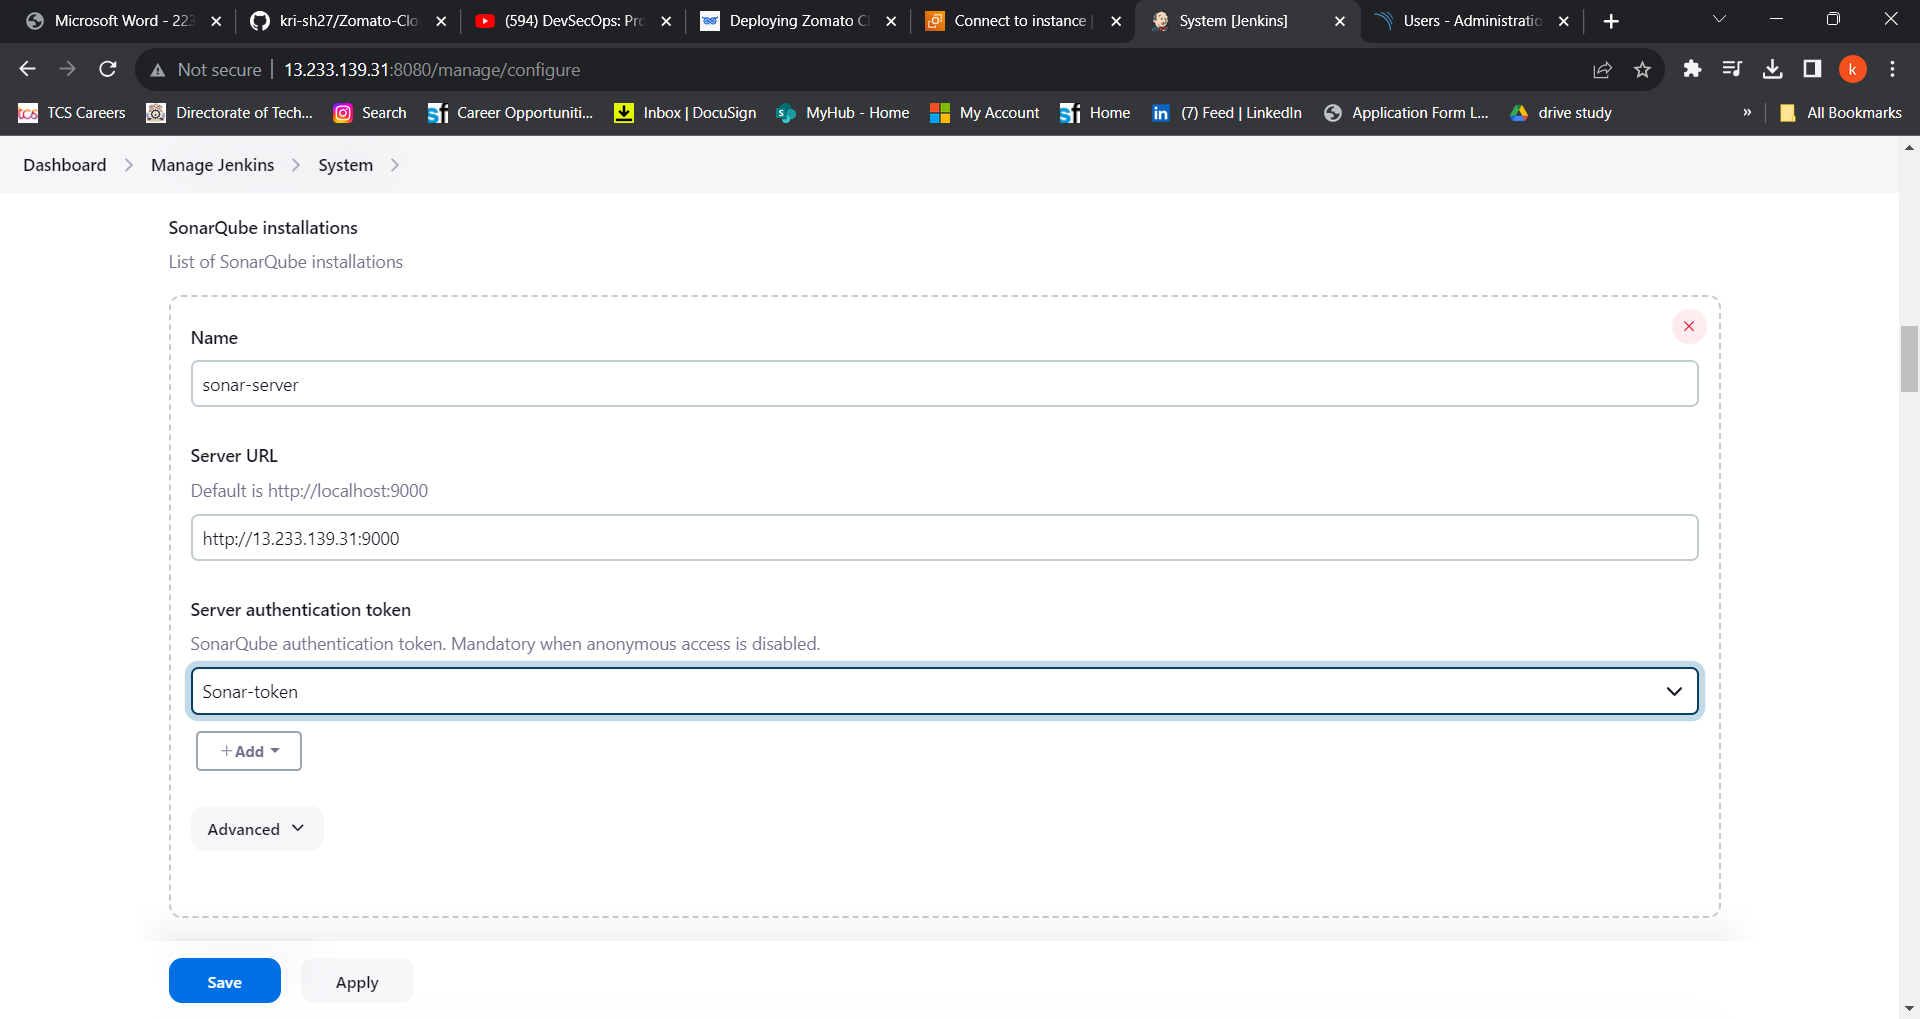 Microsoft Word - 223
kri-sh27/Zomato-Clo
(594) DevSecOps: Pro
Deploying Zomato Cl
Connect to instance |
System [Jenkins]
Users - Administratio
Not secure
13.233.139.31:8080/manage/configure
k
tcs TCS Careers
Directorate of Tech...
Search
Career Opportuniti...
Inbox | DocuSign
MyHub - Home
My Account
Home
(7) Feed | LinkedIn
Application Form L...
drive study
»
All Bookmarks
Dashboard
Manage Jenkins
System
SonarQube installations
List of SonarQube installations
Name
sonar-server
Server URL
Default is http://localhost:9000
http://13.233.139.31:9000
Server authentication token
SonarQube authentication token. Mandatory when anonymous access is disabled.
Sonar-token
+ Add
Advanced
Save
Apply